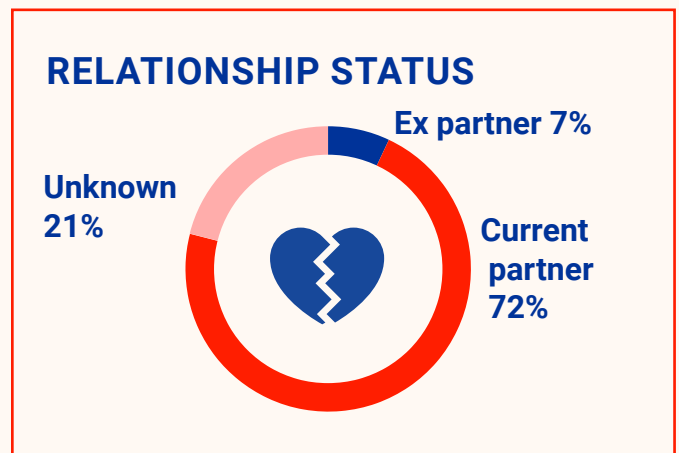 RELATIONSHIP STATUS
Ex partner 7%
Unknown
21%
Current
partner
72%